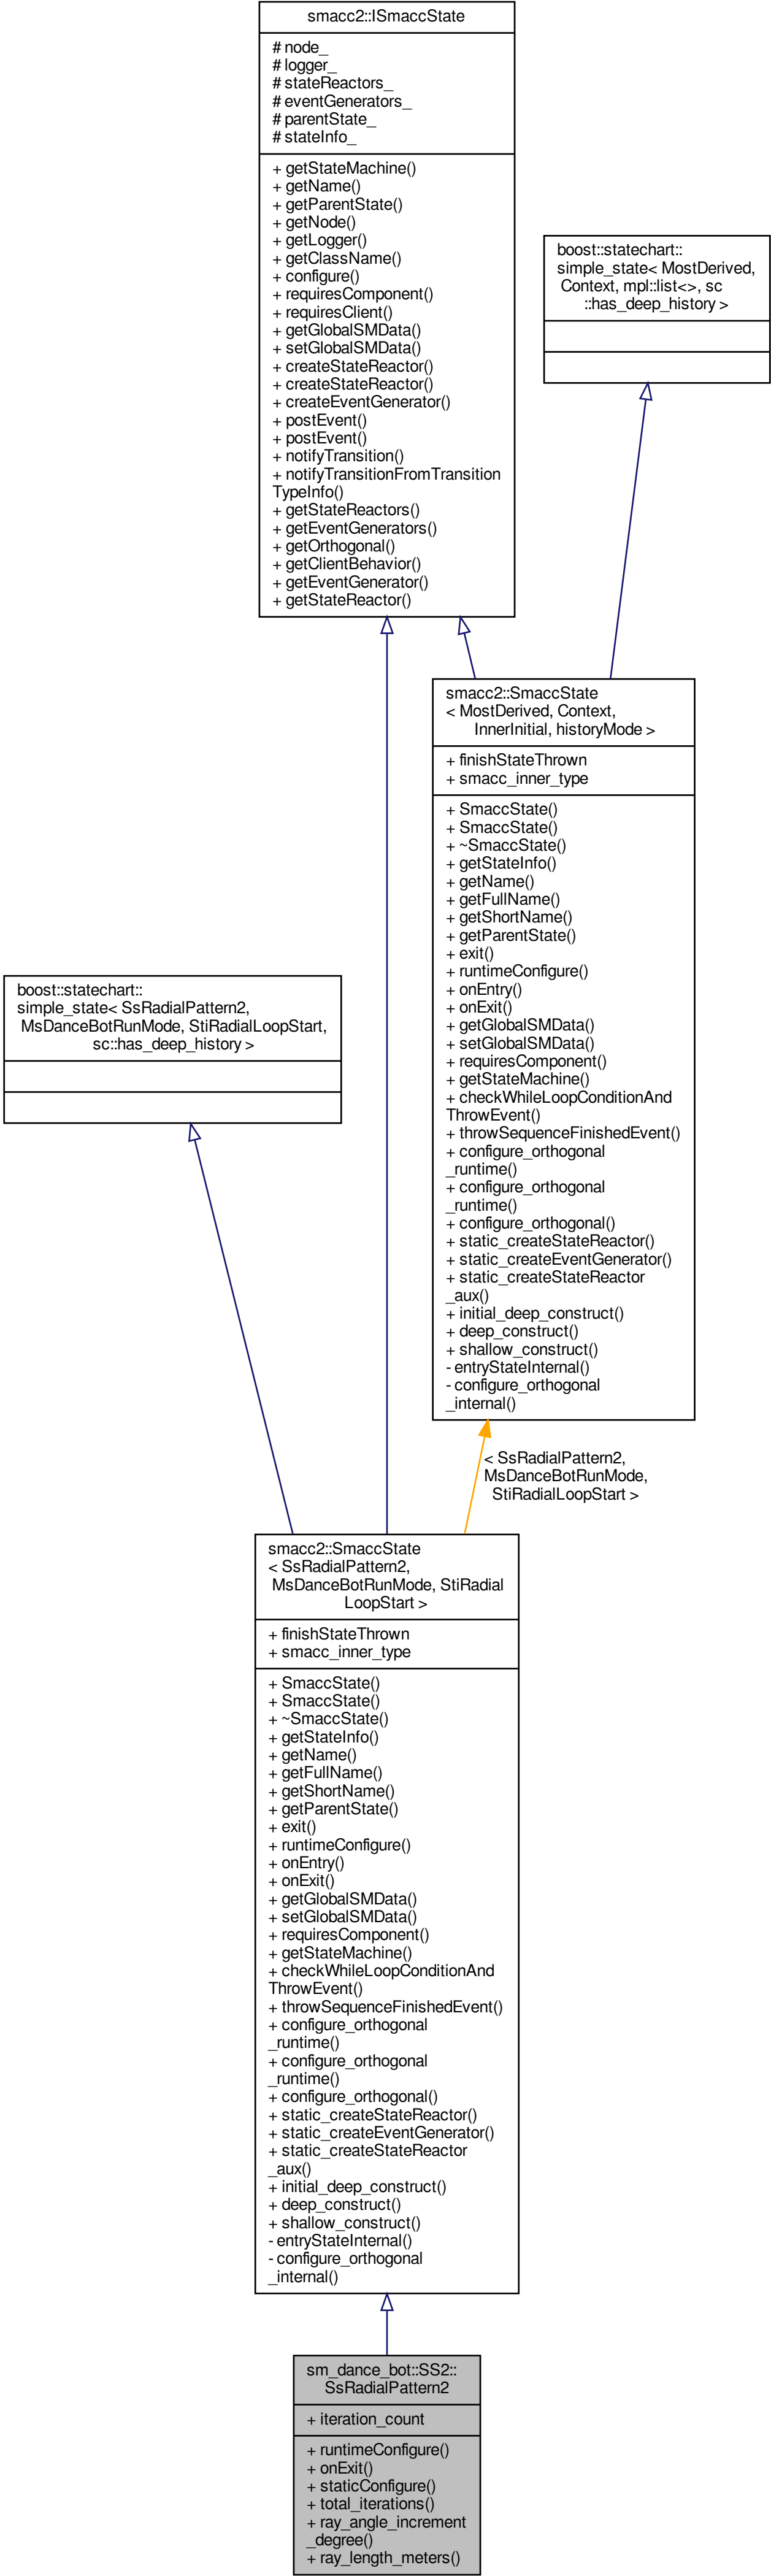 smacc2::ISmaccState
# node_
# logger_
# stateReactors_
# eventGenerators_
# parentState_
# stateInfo_
+ getStateMachine()
+ getName()
+ getParentState()
+ getNode()
+ getLogger()
+ getClassName()
+ configure()
+ requiresComponent()
+ requiresClient()
+ getGlobalSMData()
+ setGlobalSMData()
+ createStateReactor()
+ createStateReactor()
+ createEventGenerator()
+ postEvent()
+ postEvent()
+ notifyTransition()
+ notifyTransitionFromTransition
TypeInfo()
+ getStateReactors()
+ getEventGenerators()
+ getOrthogonal()
+ getClientBehavior()
+ getEventGenerator()
+ getStateReactor()
boost::statechart::
simple_state< MostDerived,
Context, mpl::list<>, sc
::has_deep_history >
smacc2::SmaccState
< MostDerived, Context,
InnerInitial, historyMode >
+ finishStateThrown
+ smacc_inner_type
+ SmaccState()
+ SmaccState()
+ ~SmaccState()
+ getStateInfo()
+ getName()
+ getFullName()
+ getShortName()
+ getParentState()
+ exit()
+ runtimeConfigure()
+ onEntry()
+ onExit()
+ getGlobalSMData()
+ setGlobalSMData()
+ requiresComponent()
+ getStateMachine()
+ checkWhileLoopConditionAnd
ThrowEvent()
+ throwSequenceFinishedEvent()
+ configure_orthogonal
_runtime()
+ configure_orthogonal
_runtime()
+ configure_orthogonal()
+ static_createStateReactor()
+ static_createEventGenerator()
+ static_createStateReactor
_aux()
+ initial_deep_construct()
+ deep_construct()
+ shallow_construct()
- entryStateInternal()
- configure_orthogonal
_internal()
boost::statechart::
simple_state< SsRadialPattern2,
MsDanceBotRunMode, StiRadialLoopStart,
sc::has_deep_history >
< SsRadialPattern2,
MsDanceBotRunMode,
StiRadialLoopStart >
smacc2::SmaccState
< SsRadialPattern2,
MsDanceBotRunMode, StiRadial
LoopStart >
+ finishStateThrown
+ smacc_inner_type
+ SmaccState()
+ SmaccState()
+ ~SmaccState()
+ getStateInfo()
+ getName()
+ getFullName()
+ getShortName()
+ getParentState()
+ exit()
+ runtimeConfigure()
+ onEntry()
+ onExit()
+ getGlobalSMData()
+ setGlobalSMData()
+ requiresComponent()
+ getStateMachine()
+ checkWhileLoopConditionAnd
ThrowEvent()
+ throwSequenceFinishedEvent()
+ configure_orthogonal
_runtime()
+ configure_orthogonal
_runtime()
+ configure_orthogonal()
+ static_createStateReactor()
+ static_createEventGenerator()
+ static_createStateReactor
_aux()
+ initial_deep_construct()
+ deep_construct()
+ shallow_construct()
- entryStateInternal()
- configure_orthogonal
_internal()
sm_dance_bot::SS2::
SsRadialPattern2
+ iteration_count
+ runtimeConfigure()
+ onExit()
+ staticConfigure()
+ total_iterations()
+ ray_angle_increment
_degree()
+ ray_length_meters()